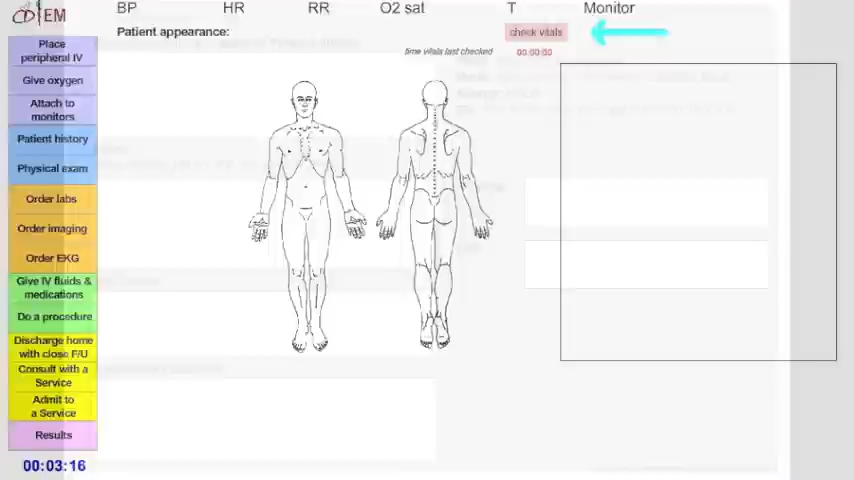 CDEM
BP HR RR O2 sat T Monitor
Patient appearance:
check vitals
time vitals last checked 00:00:00
Place
peripheral IV
Give oxygen
Attach to
monitors
Patient history
Physical exam
Order labs
Order imaging
Order EKG
Give IV fluids &
medications
Do a procedure
Discharge home
with close F/U
Consult with a
Service
Admit to
a Service
Results
00:03:16